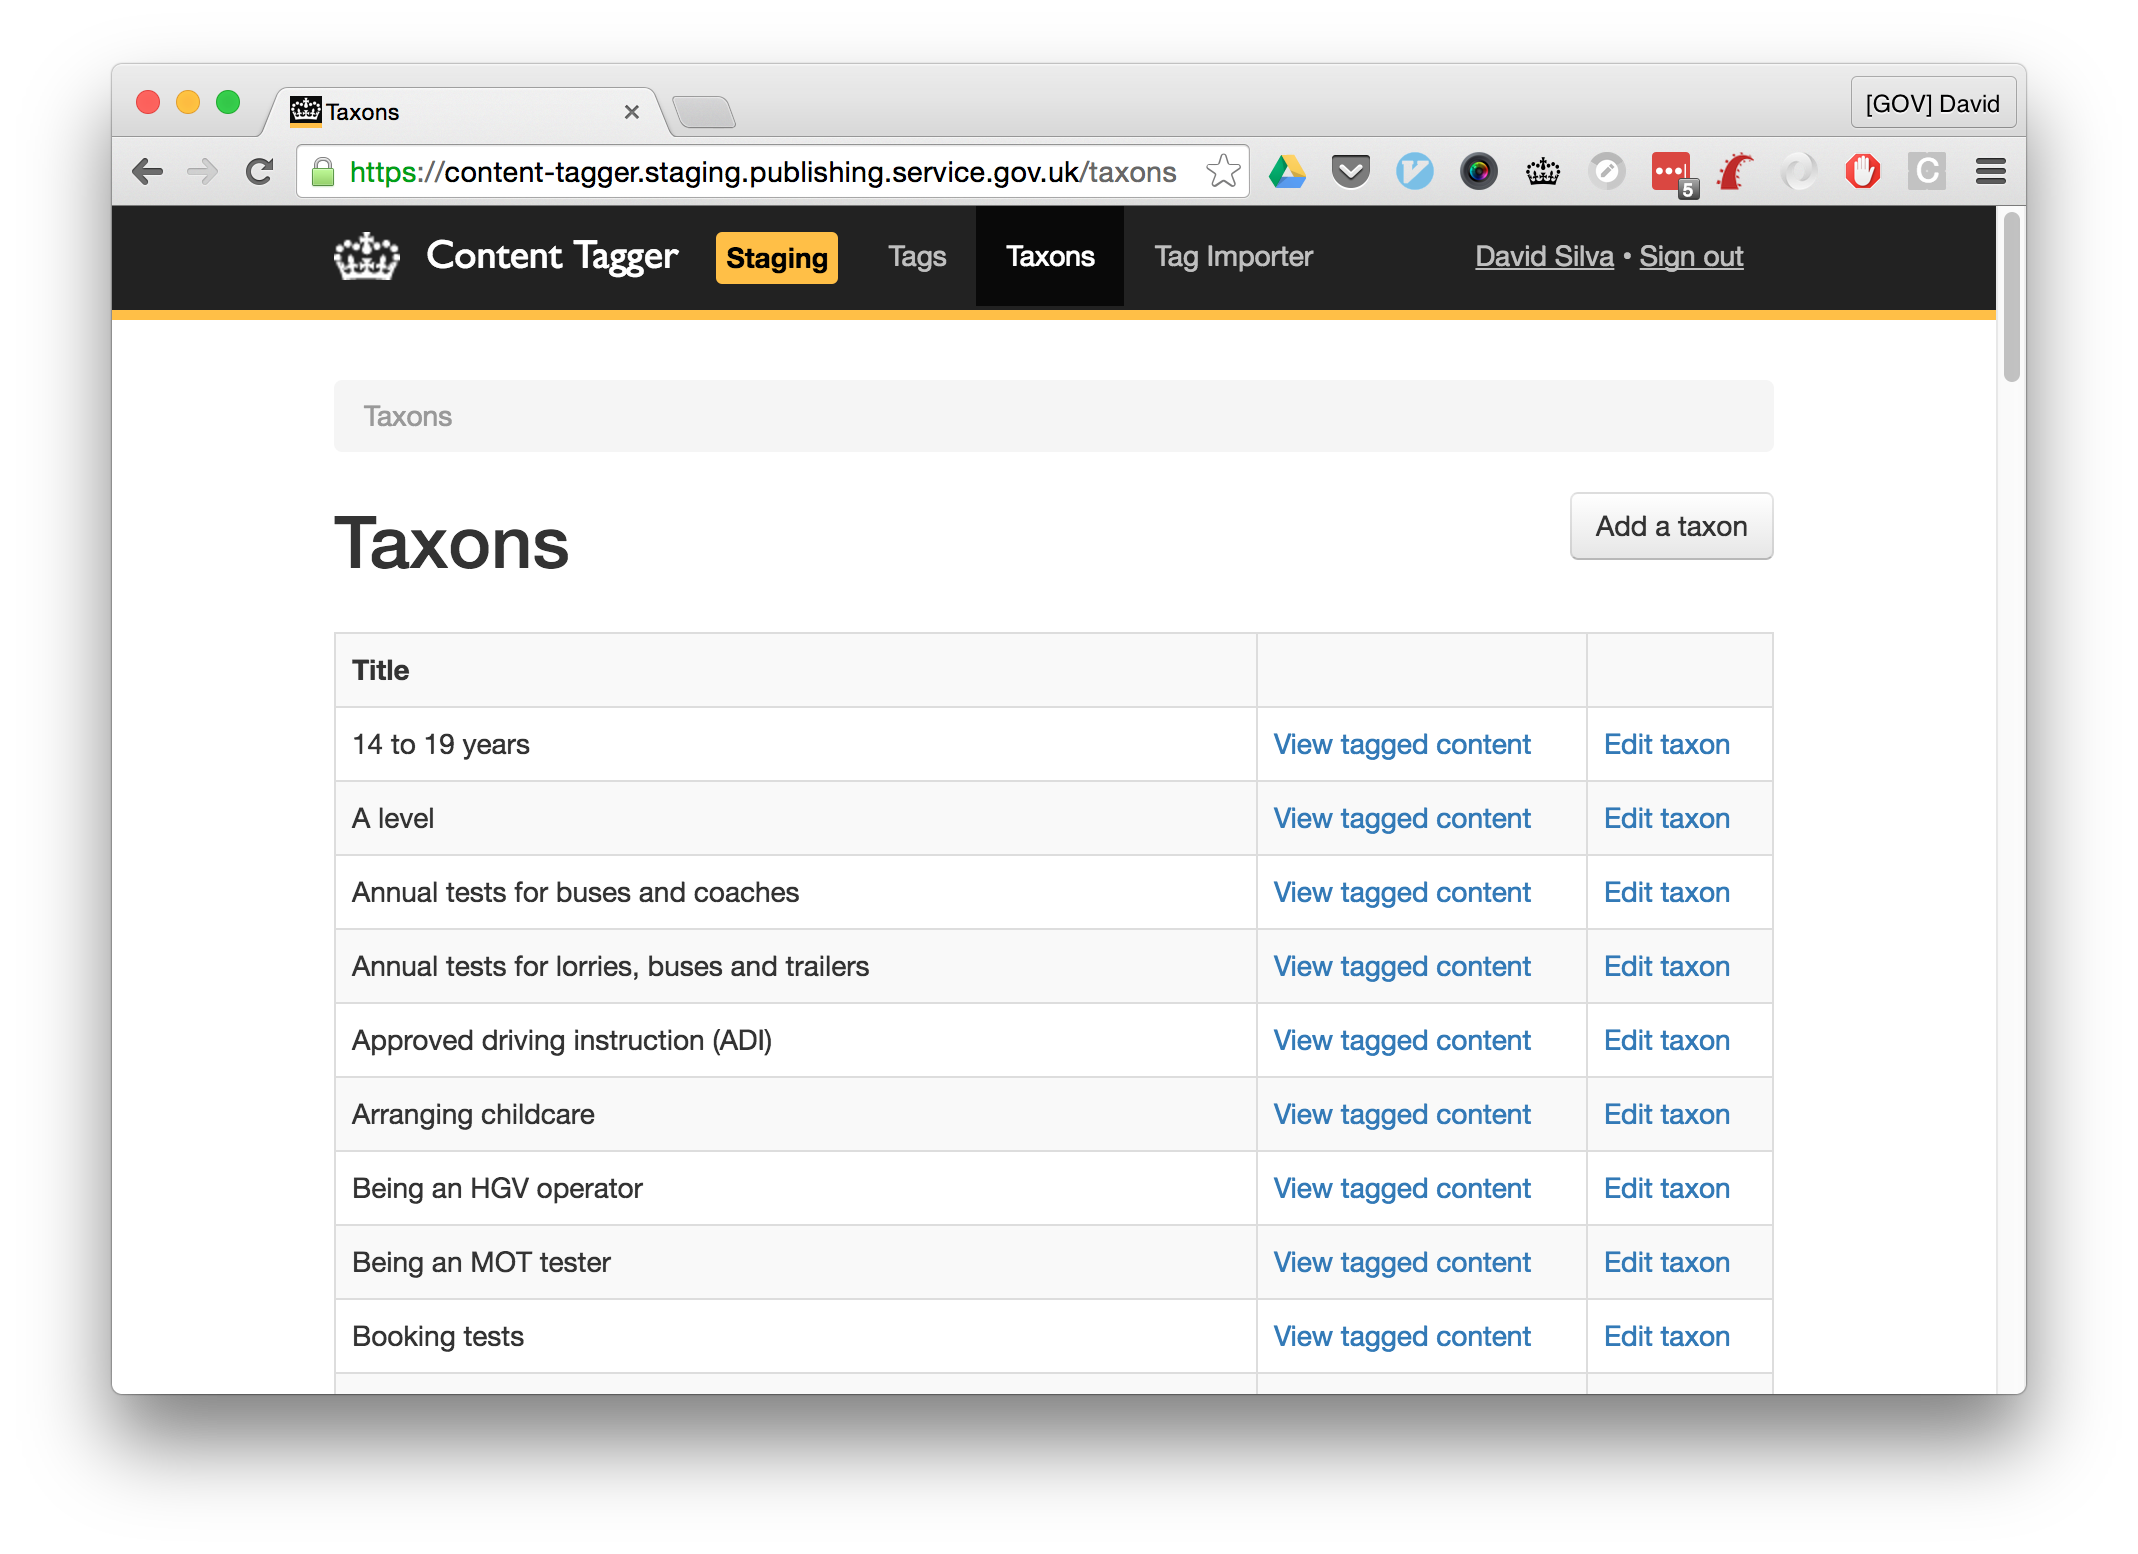 Taxons
[GOV] David
https://content-tagger.staging.publishing.service.gov.uk/taxons
5
C
Content Tagger Staging Tags Taxons Tag Importer David Silva • Sign out
Taxons
Taxons
Add a taxon
Title
14 to 19 years View tagged content Edit taxon
A level View tagged content Edit taxon
Annual tests for buses and coaches View tagged content Edit taxon
Annual tests for lorries, buses and trailers View tagged content Edit taxon
Approved driving instruction (ADI) View tagged content Edit taxon
Arranging childcare View tagged content Edit taxon
Being an HGV operator View tagged content Edit taxon
Being an MOT tester View tagged content Edit taxon
Booking tests View tagged content Edit taxon